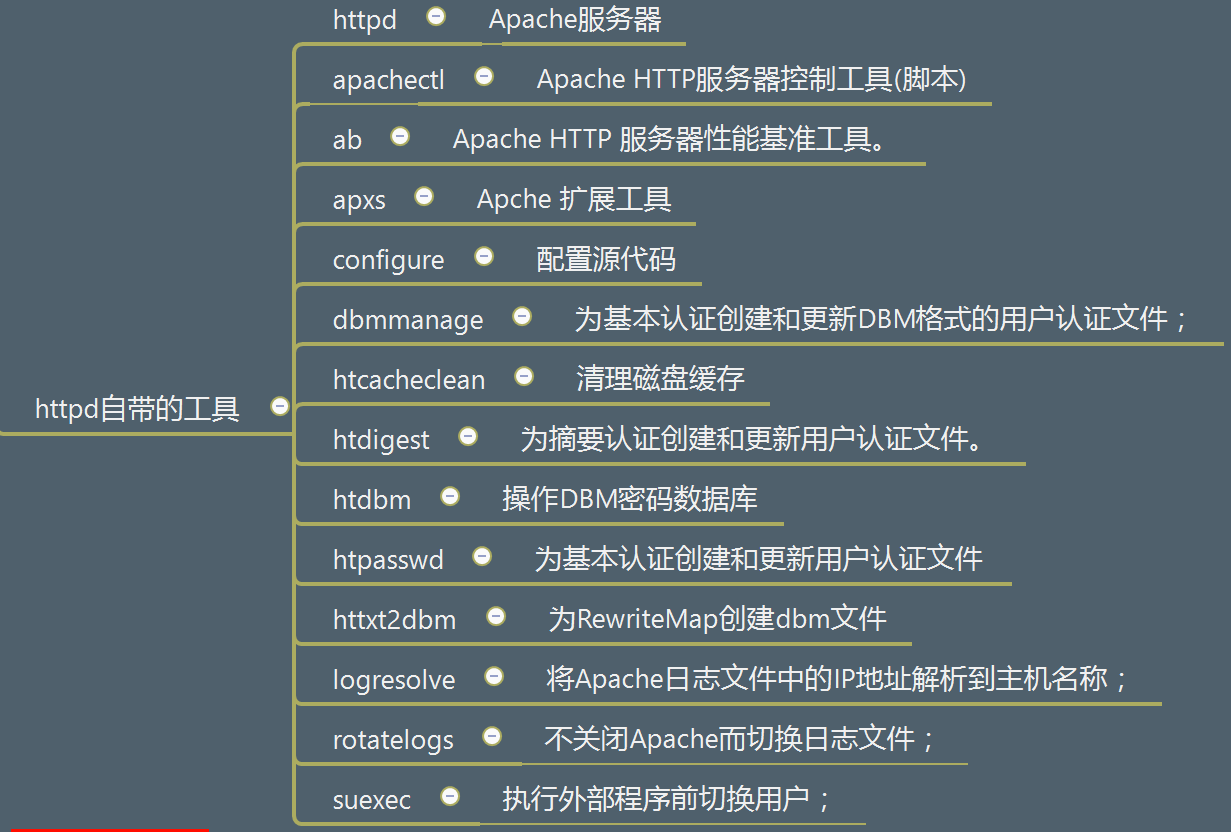 httpd Apache服务器
apachectl Apache HTTP服务器控制工具(脚本)
ab Apache HTTP 服务器性能基准工具。
apxs Apche 扩展工具
configure 配置源代码
dbmmanage 为基本认证创建和更新DBM格式的用户认证文件；
htcacheclean 清理磁盘缓存
httpd自带的工具
htdigest 为摘要认证创建和更新用户认证文件。
htdbm 操作DBM密码数据库
htpasswd 为基本认证创建和更新用户认证文件
httxt2dbm 为RewriteMap创建dbm文件
logresolve 将Apache日志文件中的IP地址解析到主机名称；
rotatelogs 不关闭Apache而切换日志文件；
suexec 执行外部程序前切换用户；